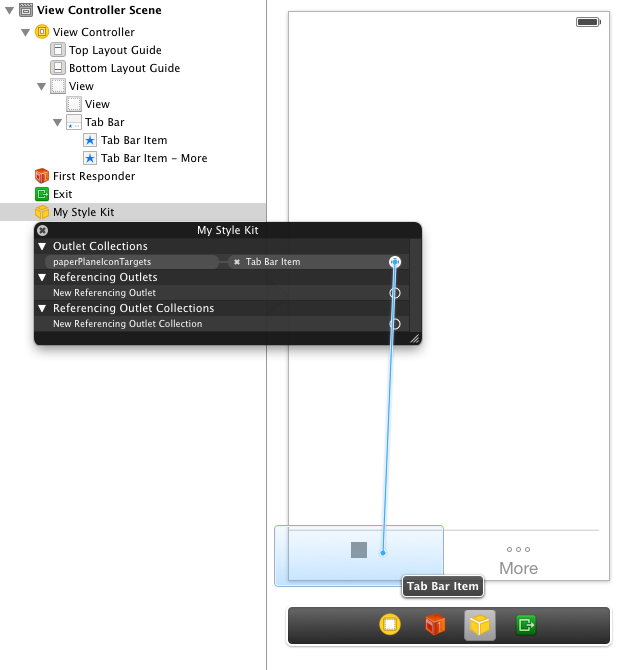 View Controller Scene
View Controller
Top Layout Guide
Bottom Layout Guide
View
View
Tab Bar
Tab Bar Item
Tab Bar Item – More
First Responder
Exit
My Style Kit
My Style Kit
Outlet Collections
paperPlaneIconTargets
Tab Bar Item
Referencing Outlets
New Referencing Outlet
Referencing Outlet Collections
New Referencing Outlet Collection
More
Tab Bar Item